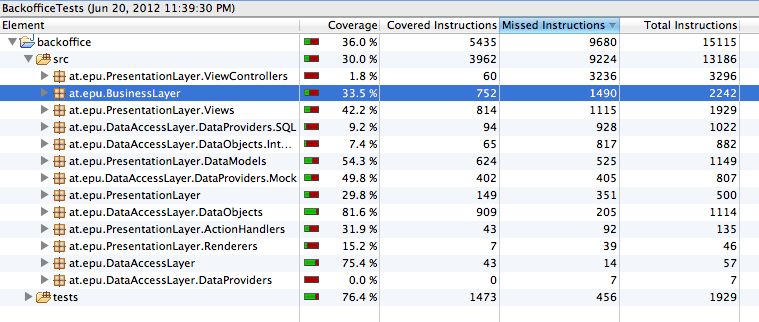 BackofficeTests (Jun 20, 2012 11:39:30 PM)
Element Coverage Covered Instructions Missed Instructions Total Instructions
backoffice 36.0 % 5435 9680 15115
src 30.0 % 3962 9224 13186
at.epu.PresentationLayer.ViewControllers 1.8 % 60 3236 3296
at.epu.BusinessLayer 33.5 % 752 1490 2242
at.epu.PresentationLayer.Views 42.2 % 814 1115 1929
at.epu.DataAccessLayer.DataProviders.SQL 9.2 % 94 928 1022
at.epu.DataAccessLayer.DataObjects.Int... 7.4 % 65 817 882
at.epu.PresentationLayer.DataModels 54.3 % 624 525 1149
at.epu.DataAccessLayer.DataProviders.Mock 49.8 % 402 405 807
at.epu.PresentationLayer 29.8 % 149 351 500
at.epu.DataAccessLayer.DataObjects 81.6 % 909 205 1114
at.epu.PresentationLayer.ActionHandlers 31.9 % 43 92 135
at.epu.PresentationLayer.Renderers 15.2 % 7 39 46
at.epu.DataAccessLayer 75.4 % 43 14 57
at.epu.DataAccessLayer.DataProviders 0.0 % 0 7 7
tests 76.4 % 1473 456 1929